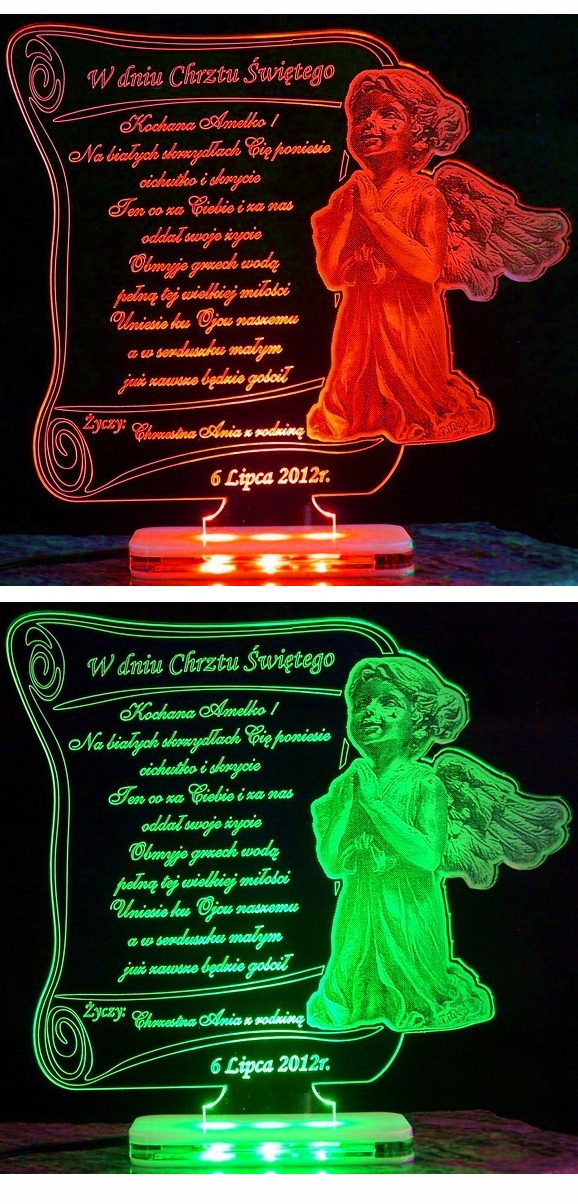 W dniu Chrztu Świętego
Kochana Amelko !
Na białych skrzydłach Cię poniesie
cichutko i skrycie
Ten co za Ciebie i za nas
oddał swoje życie
Obmyje grzech wodą
pełną tej wielkiej miłości
Uniesie ku Ojcu naszemu
a w serduszku małym
już zawsze będzie gościł
Życzy: Chrzestna Ania z rodziną
6 Lipca 2012r.
W dniu Chrztu Świętego
Kochana Amelko !
Na białych skrzydłach Cię poniesie
cichutko i skrycie
Ten co za Ciebie i za nas
oddał swoje życie
Obmyje grzech wodą
pełną tej wielkiej miłości
Uniesie ku Ojcu naszemu
a w serduszku małym
już zawsze będzie gościł
Życzy: Chrzestna Ania z rodziną
6 Lipca 2012r.